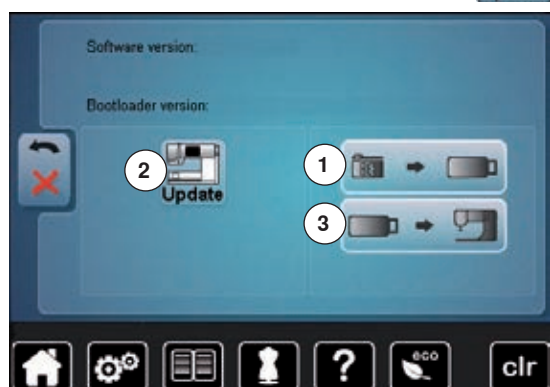 Software version:
Bootloader version:
2
Update
1
3
?
eco
clr